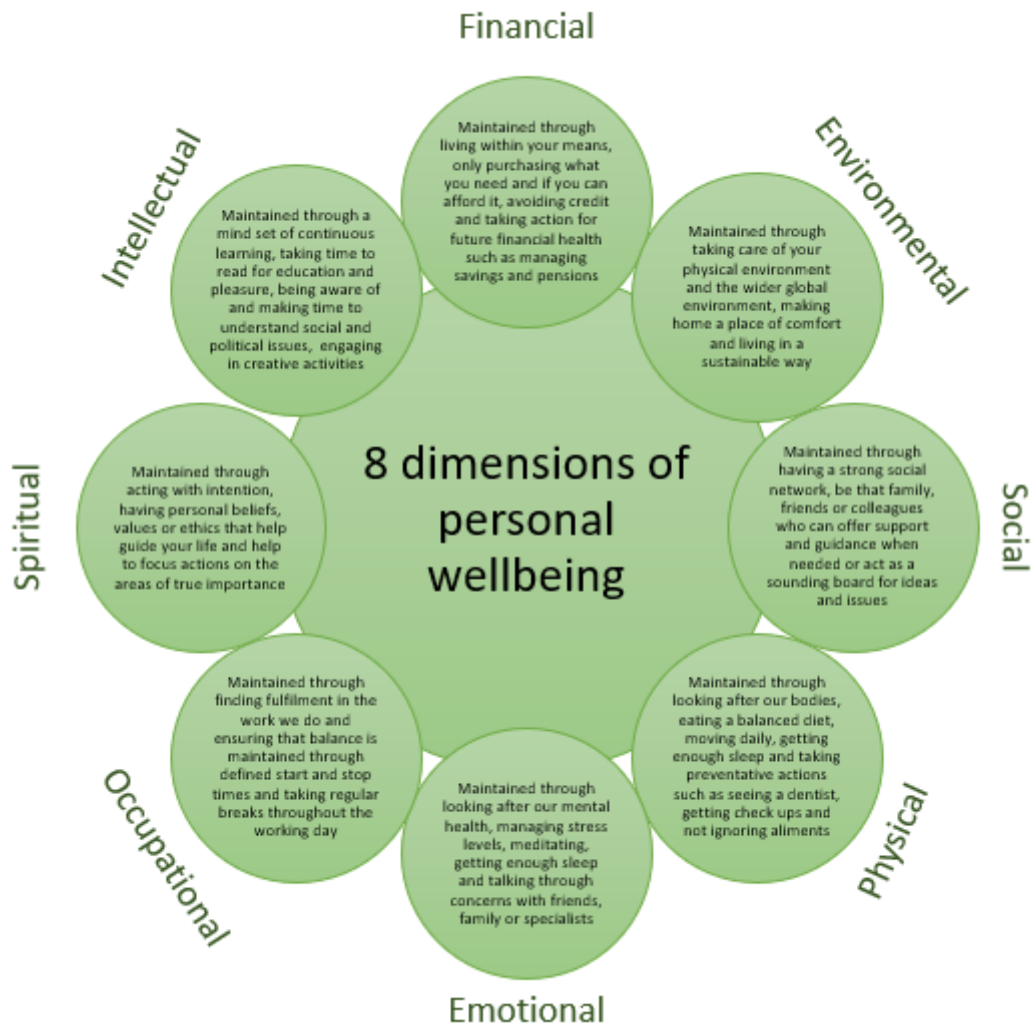 Financial
Maintained through
living within your means,
only purchasing what
you need and if you can
afford it, avoiding credit
and taking action for
future financial health
such as managing
savings and pensions
Environmental
Maintained through
taking care of your
physical environment
and the wider global
environment, making
home a place of comfort
and living in a
sustainable way
Social
Maintained through
having a strong social
network, be that family,
friends or colleagues
who can offer support
and guidance when
needed or act as a
sounding board for ideas
and issues
Physical
Maintained through
looking after our bodies,
eating a balanced diet,
moving daily, getting
enough sleep and taking
preventative actions
such as seeing a dentist,
getting check ups and
not ignoring aliments
Emotional
Maintained through
looking after our mental
health, managing stress
levels, meditating,
getting enough sleep
and talking through
concerns with friends,
family or specialists
Occupational
Maintained through
finding fulfilment in the
work we do and
ensuring that balance is
maintained through
defined start and stop
times and taking regular
breaks throughout the
working day
Spiritual
Maintained through
acting with intention,
having personal beliefs,
values or ethics that help
guide your life and help
to focus actions on the
areas of true importance
Intellectual
Maintained through a
mind set of continuous
learning, taking time to
read for education and
pleasure, being aware of
and making time to
understand social and
political issues, engaging
in creative activities
8 dimensions of
personal
wellbeing